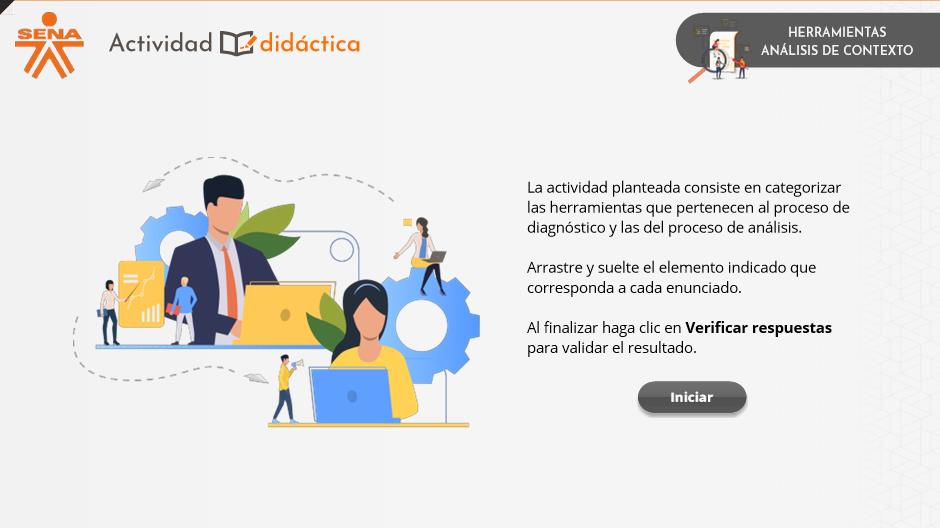 SENA
Actividad didáctica
HERRAMIENTAS
ANÁLISIS DE CONTEXTO
La actividad planteada consiste en categorizar
las herramientas que pertenecen al proceso de
diagnóstico y las del proceso de análisis.
Arrastre y suelte el elemento indicado que
corresponda a cada enunciado.
Al finalizar haga clic en Verificar respuestas
para validar el resultado.
Iniciar